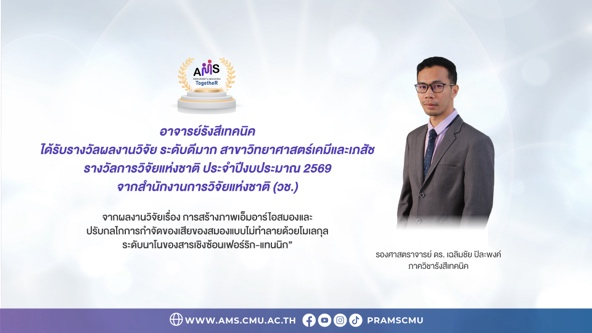 AMS
TogetheR
อาจารย์รังสีเทคนิค
ได้รับรางวัลผลงานวิจัย ระดับดีมาก สาขาวิทยาศาสตร์เคมีและเภสัช
รางวัลการวิจัยแห่งชาติ ประจำปีงบประมาณ 2569
จากสำนักงานการวิจัยแห่งชาติ (วช.)
จากผลงานวิจัยเรื่อง การสร้างภาพเอ็มอาร์ไอสมองและ
ปรับกลไกการกำจัดของเสียของสมองแบบไม่ทำลายด้วยโมเลกุล
ระดับนาโนของสารเชิงซ้อนเฟอร์ริก-แทนนิก"
รองศาสตราจารย์ ดร. เฉลิมชัย ปิละพงค์
ภาควิชารังสีเทคนิค
WWW.AMS.CMU.AC.TH PRAMSCMU